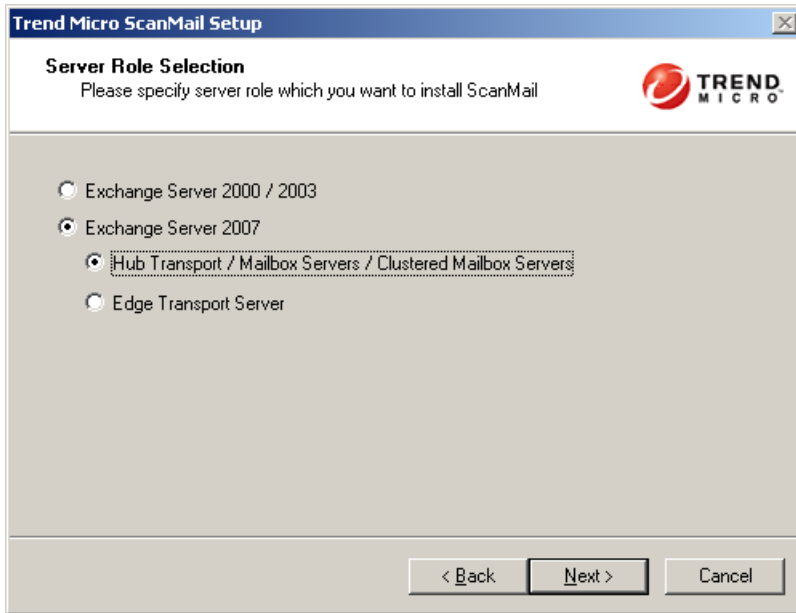 Trend Micro ScanMail Setup
Server Role Selection
Please specify server role which you want to install ScanMail
TREND
MICRO
Exchange Server 2000 / 2003
Exchange Server 2007
Hub Transport / Mailbox Servers / Clustered Mailbox Servers
Edge Transport Server
< Back
Next >
Cancel